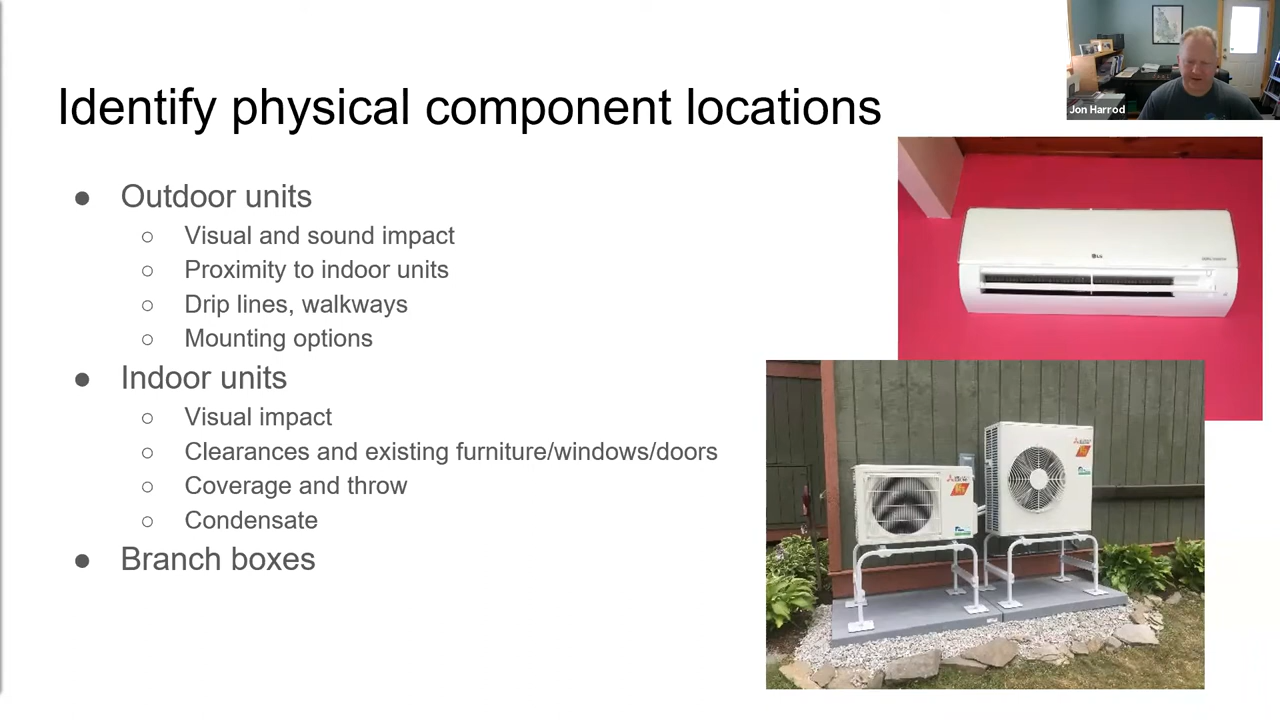 Identify physical component locations
Jon Harrod
● Outdoor units
○ Visual and sound impact
○ Proximity to indoor units
○ Drip lines, walkways
○ Mounting options
● Indoor units
○ Visual impact
○ Clearances and existing furniture/windows/doors
○ Coverage and throw
○ Condensate
● Branch boxes
LG